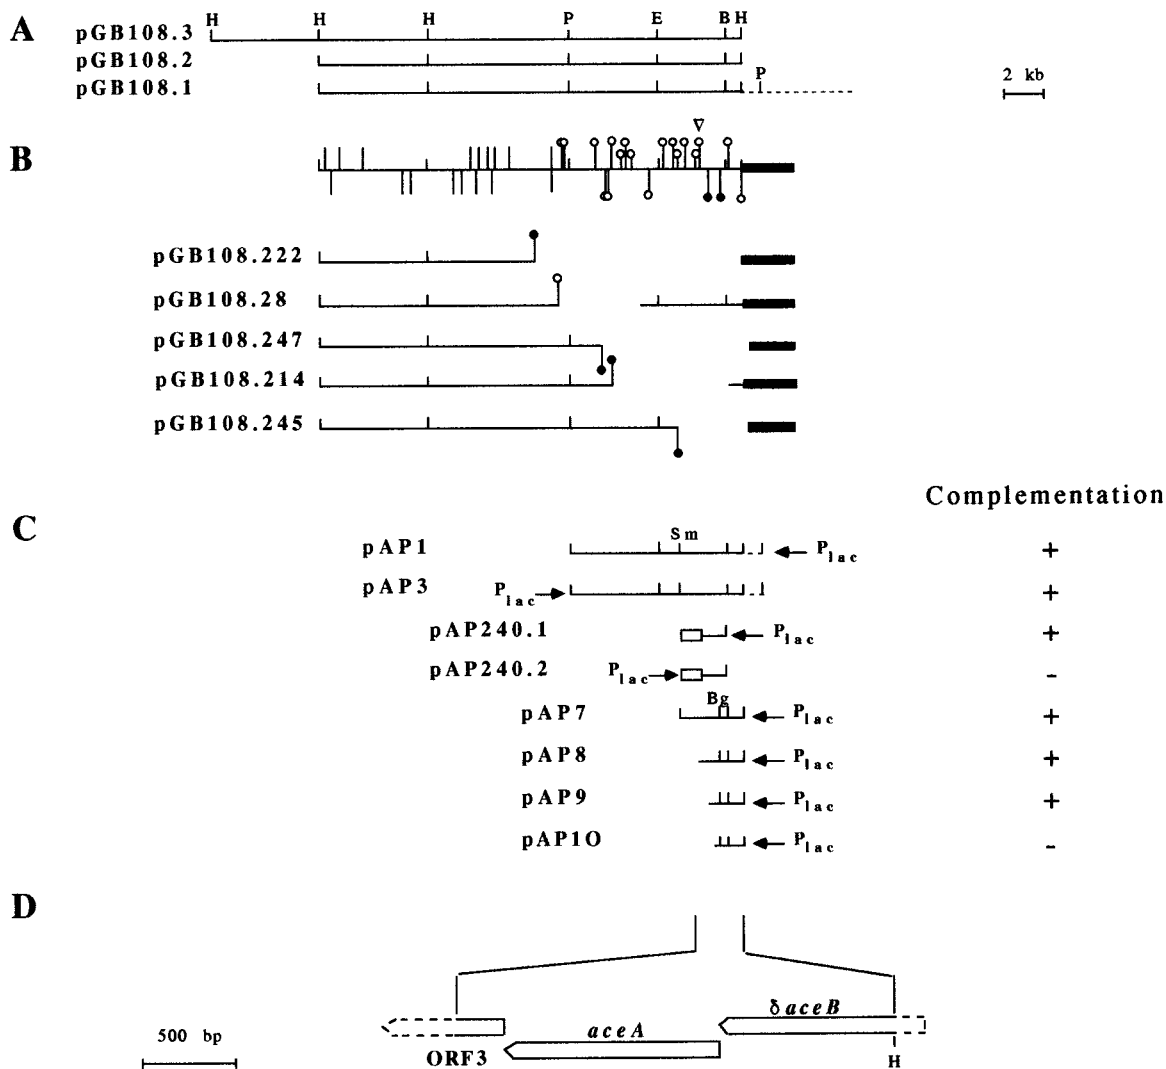 A
H H H P E B H
pGB108.3
pGB108.2
pGB108.1
P
2 kb
B
pGB108.222
pGB108.28
pGB108.247
pGB108.214
pGB108.245
Complementation
C
Sm
pAP1 Plac +
pAP3 Plac +
pAP240.1 Plac +
pAP240.2 Plac -
Bg
pAP7 Plac +
pAP8 Plac +
pAP9 Plac +
pAP10 Plac -
D
δaceB
aceA
500 bp
ORF3
H